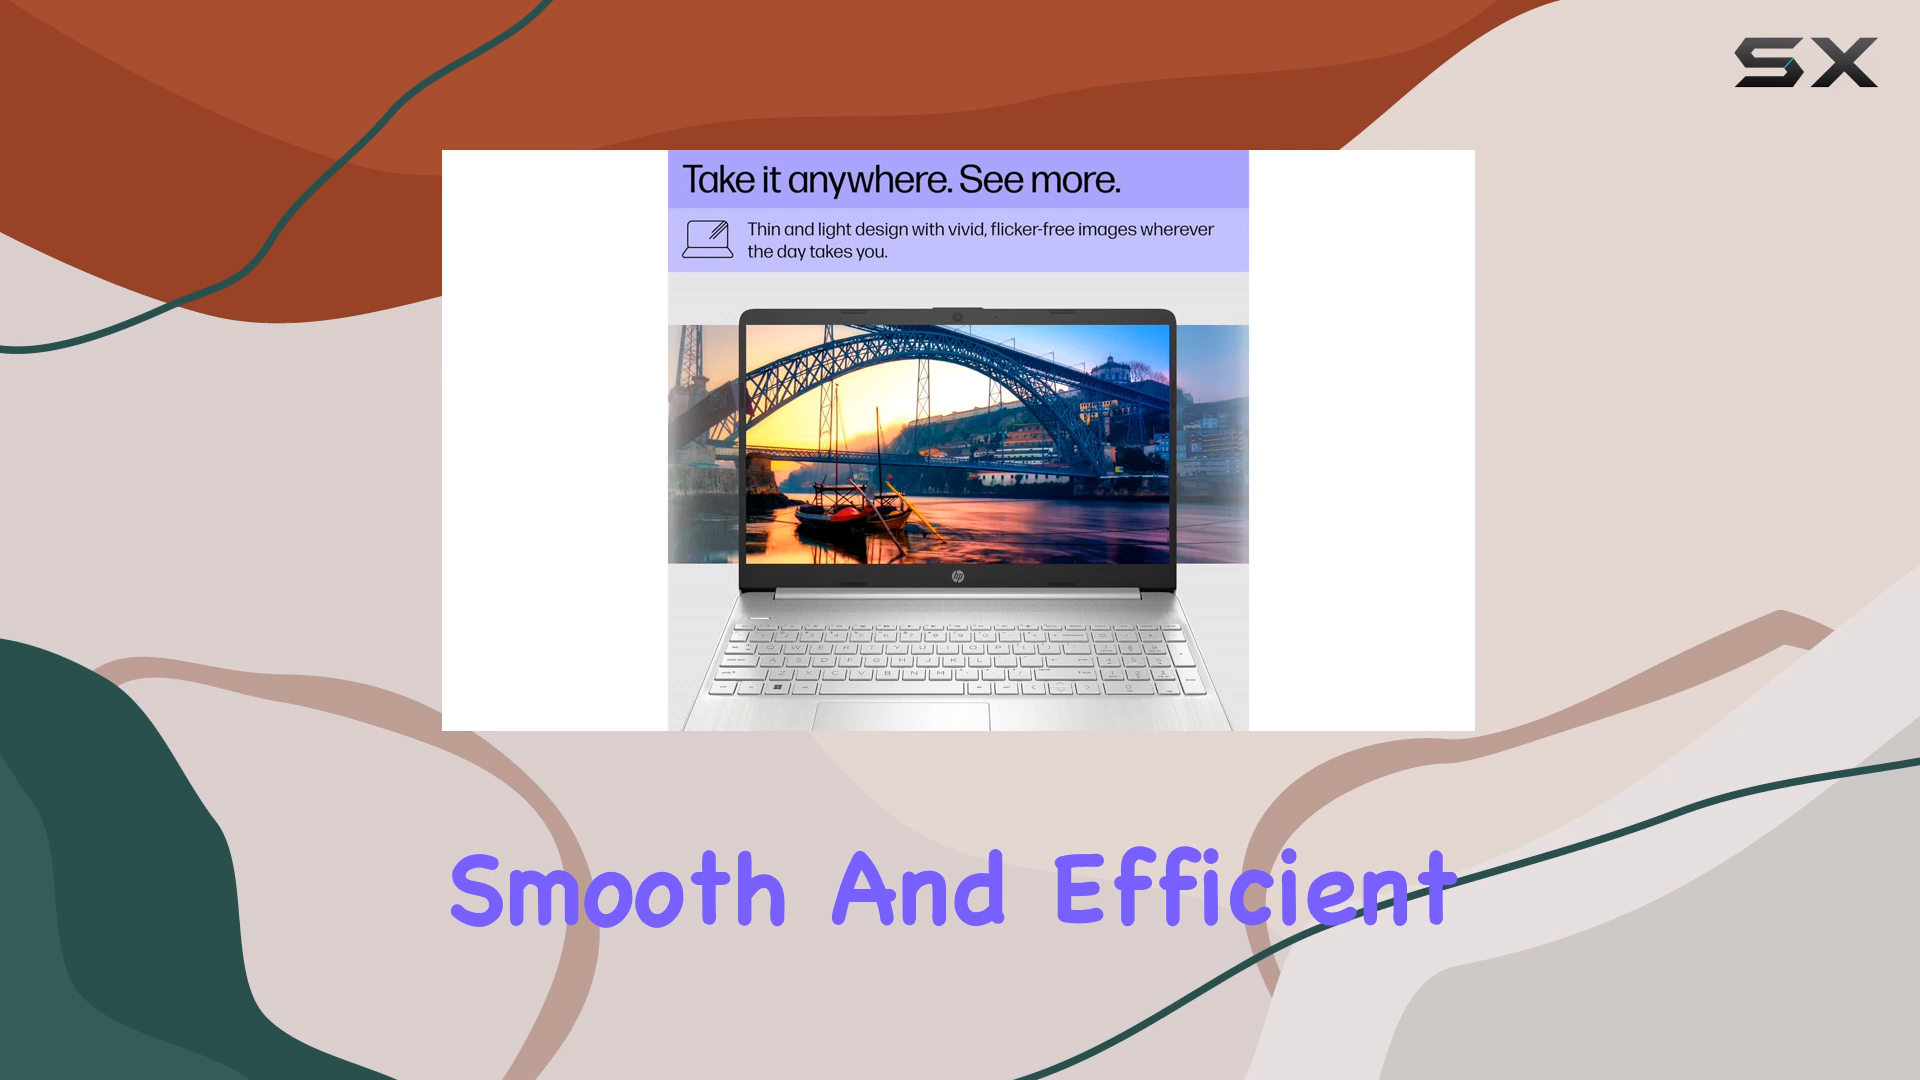 SX
Take it anywhere. See more.
Thin and light design with vivid, flicker-free images wherever
the day takes you.
hp
Smooth And Efficient